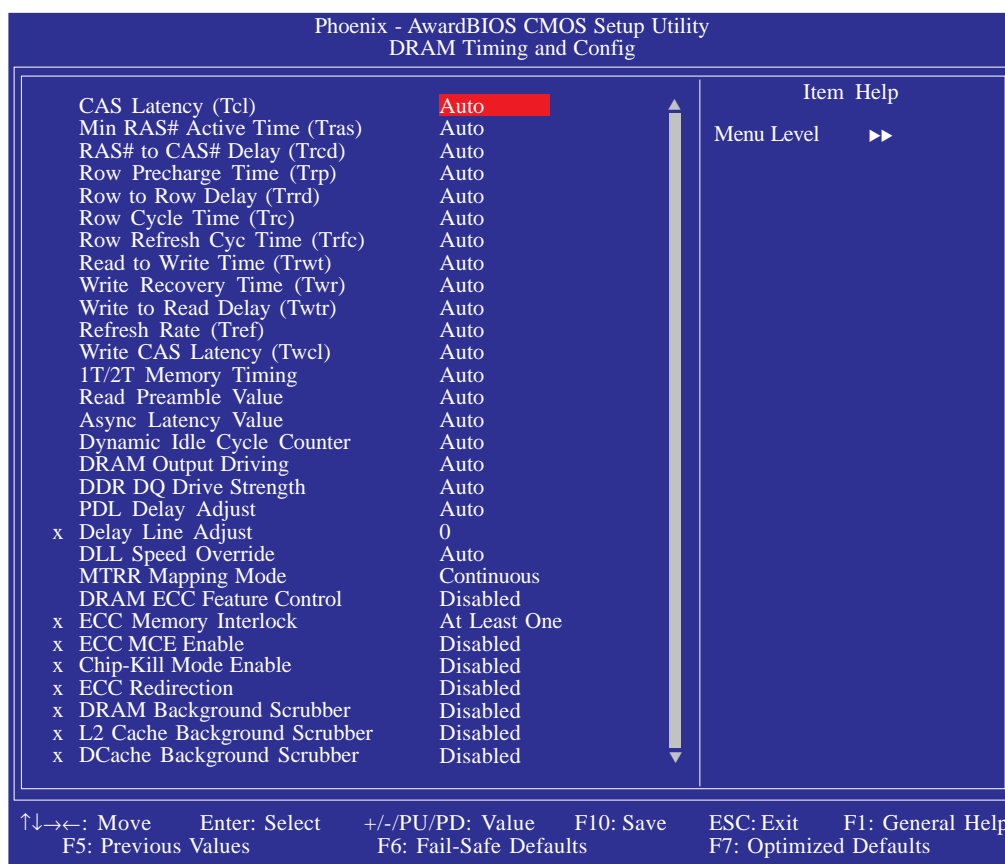 Phoenix - AwardBIOS CMOS Setup Utility
DRAM Timing and Config
CAS Latency (Tcl) Auto
Min RAS# Active Time (Tras) Auto
RAS# to CAS# Delay (Trcd) Auto
Row Precharge Time (Trp) Auto
Row to Row Delay (Trrd) Auto
Row Cycle Time (Trc) Auto
Row Refresh Cyc Time (Trfc) Auto
Read to Write Time (Trwt) Auto
Write Recovery Time (Twr) Auto
Write to Read Delay (Twtr) Auto
Refresh Rate (Tref) Auto
Write CAS Latency (Twcl) Auto
1T/2T Memory Timing Auto
Read Preamble Value Auto
Async Latency Value Auto
Dynamic Idle Cycle Counter Auto
DRAM Output Driving Auto
DDR DQ Drive Strength Auto
PDL Delay Adjust Auto
x Delay Line Adjust 0
DLL Speed Override Auto
MTRR Mapping Mode Continuous
DRAM ECC Feature Control Disabled
x ECC Memory Interlock At Least One
x ECC MCE Enable Disabled
x Chip-Kill Mode Enable Disabled
x ECC Redirection Disabled
x DRAM Background Scrubber Disabled
x L2 Cache Background Scrubber Disabled
x DCache Background Scrubber Disabled
Item Help
Menu Level ▶▶
↑↓→←: Move Enter: Select +/-/PU/PD: Value F10: Save ESC: Exit F1: General Help
F5: Previous Values F6: Fail-Safe Defaults F7: Optimized Defaults